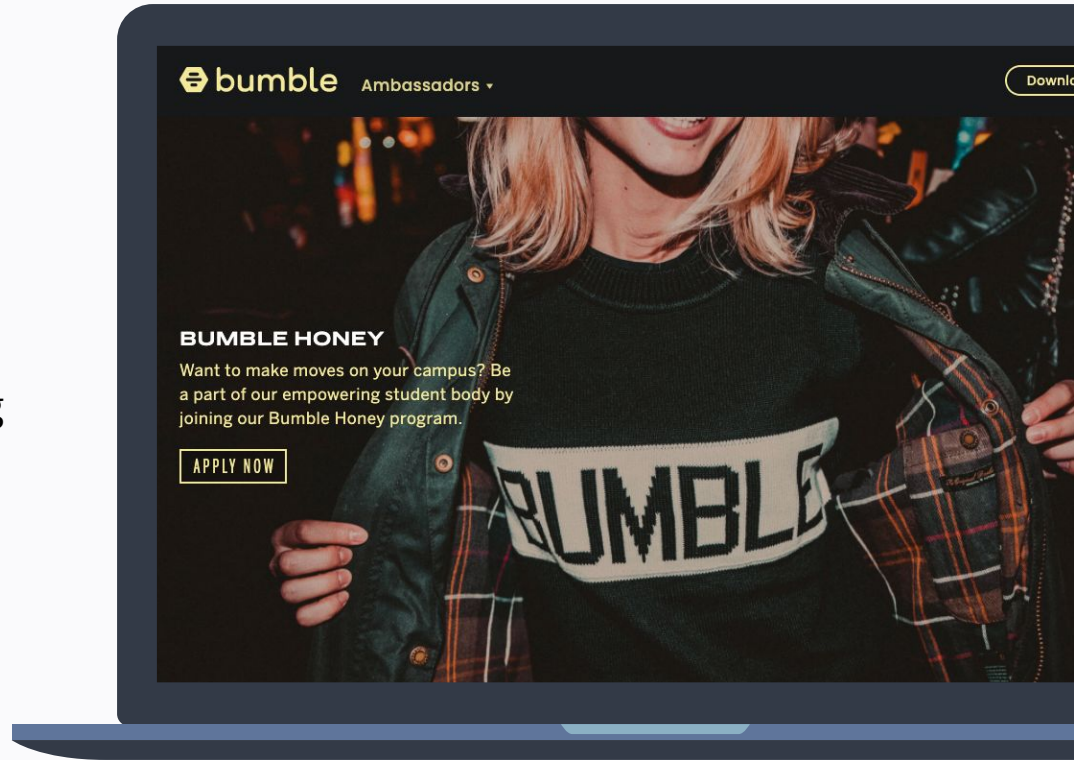 bumble
Ambassadors
Downlo
g
BUMBLE HONEY
Want to make moves on your campus? Be
a part of our empowering student body by
joining our Bumble Honey program.
APPLY NOW
BUMBLE